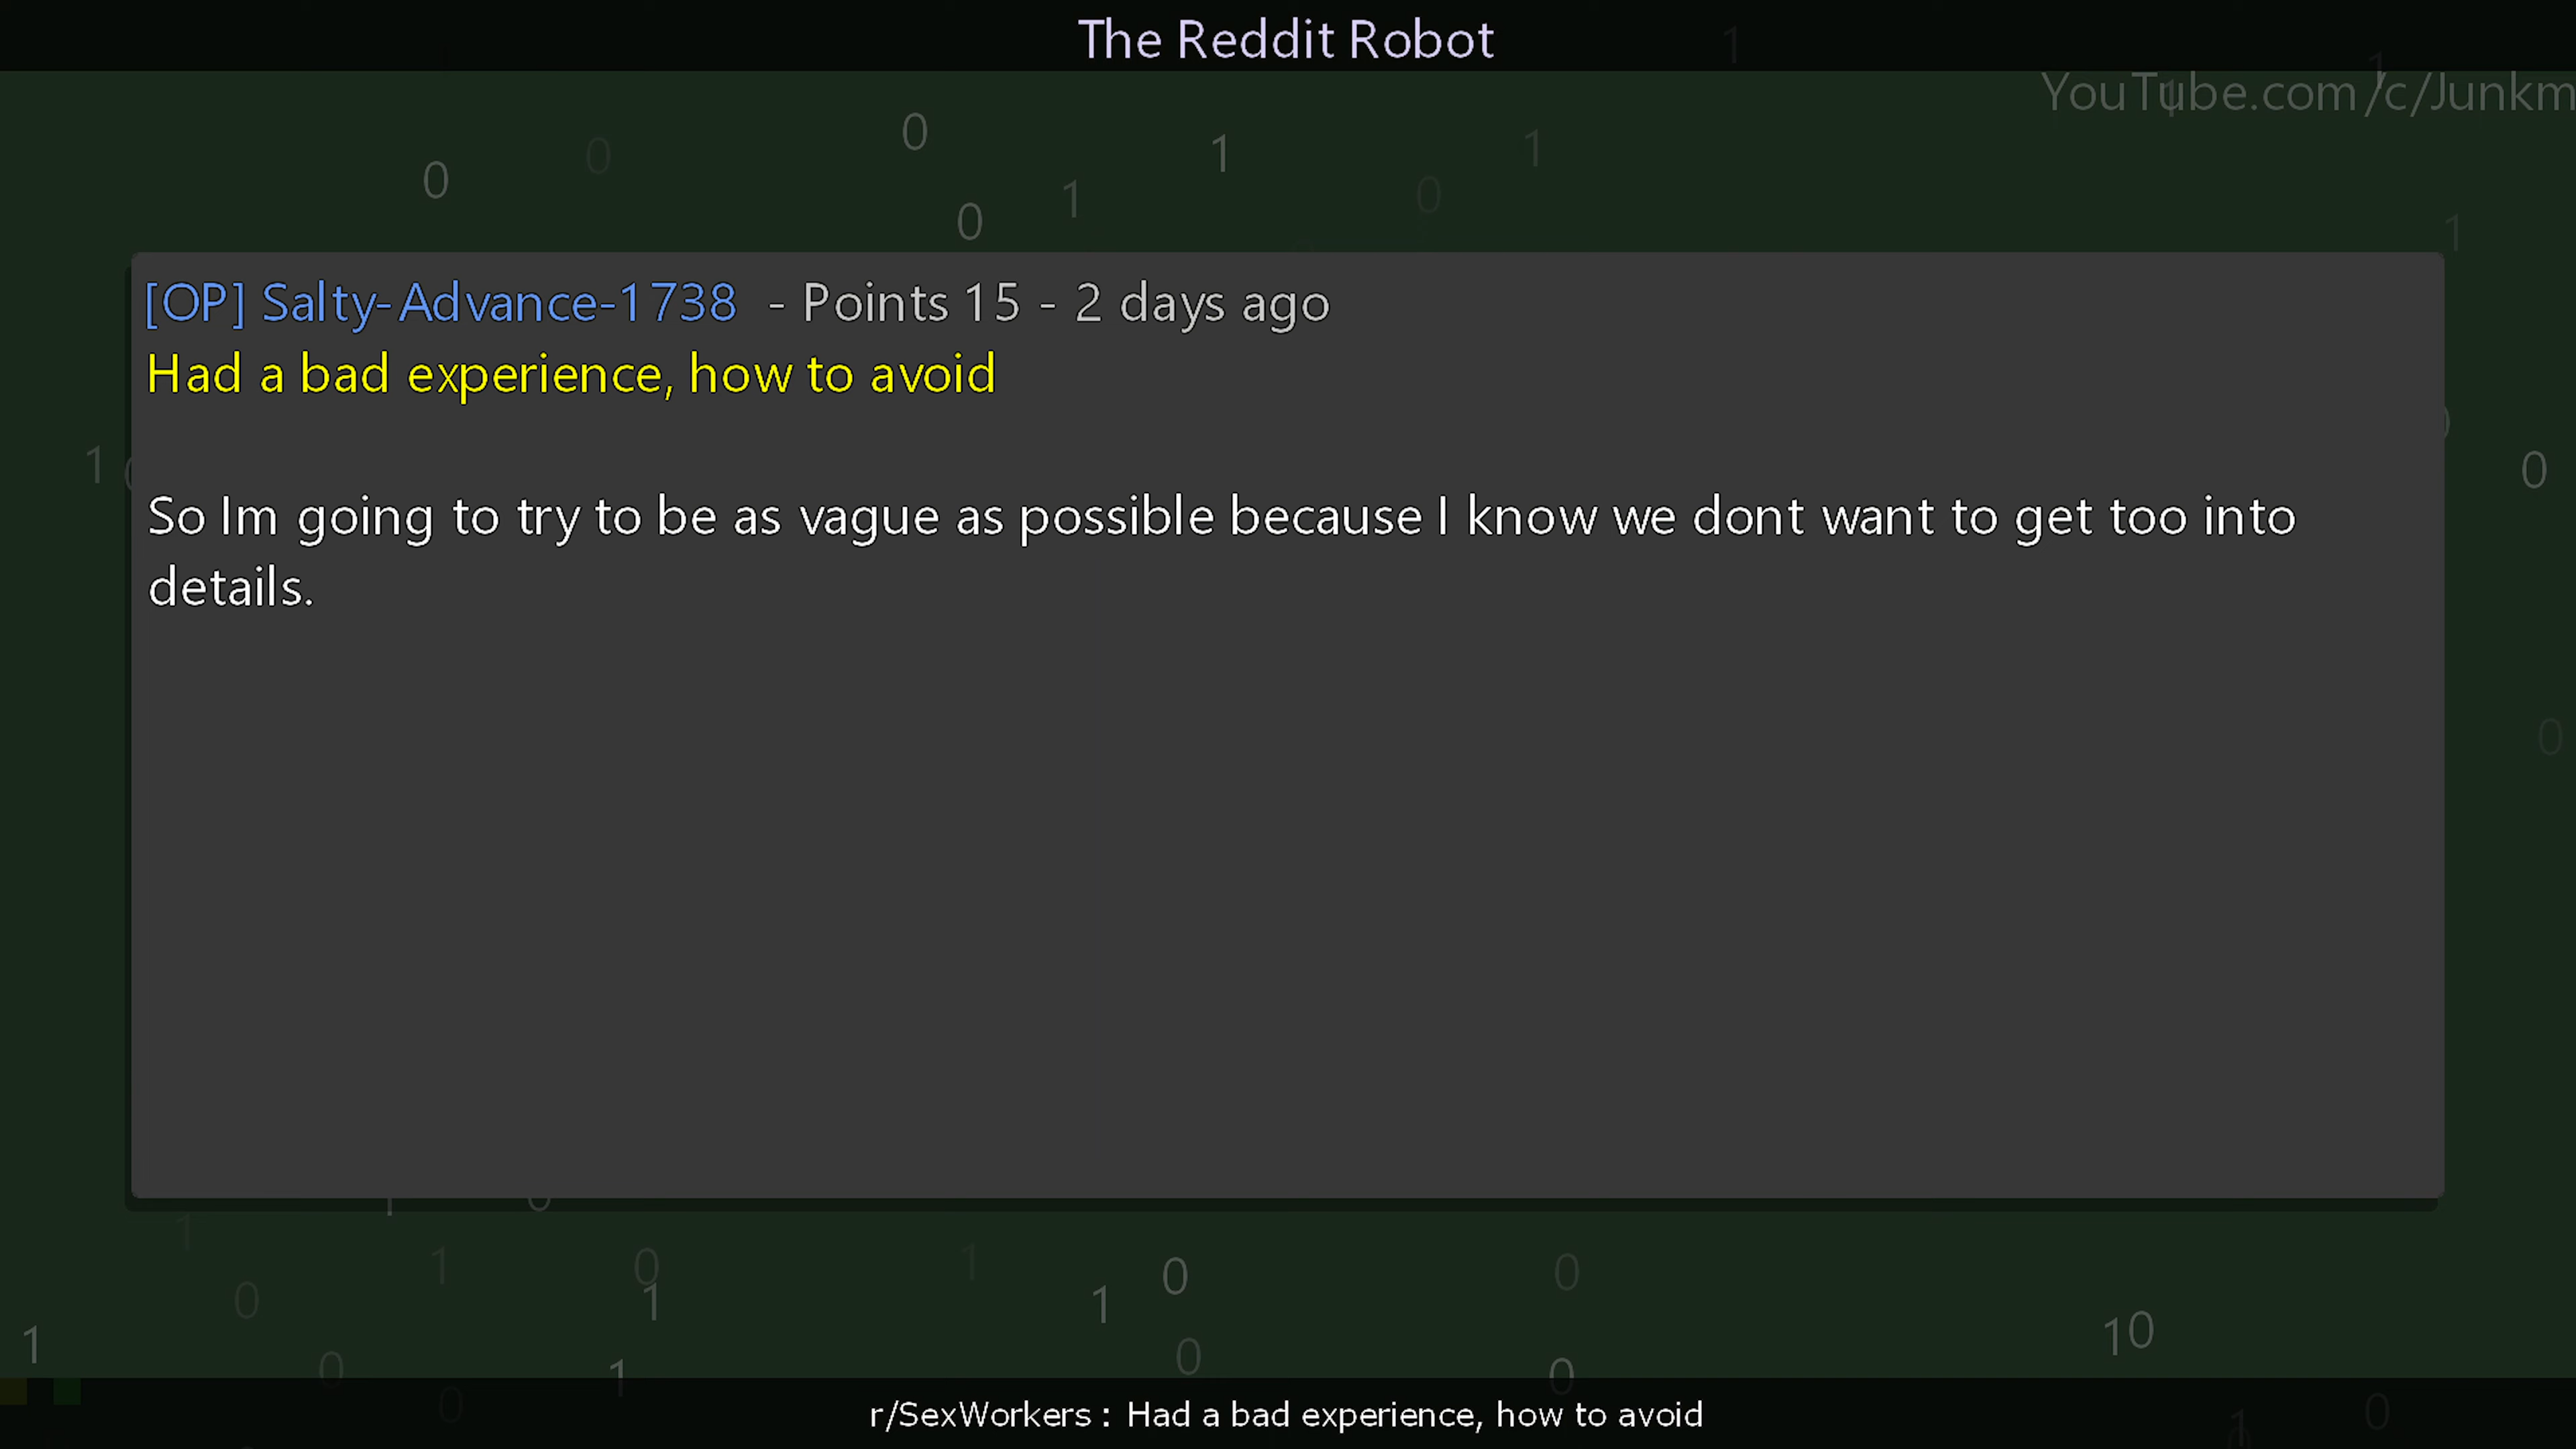 The Reddit Robot
YouTube.com/c/Junkm
[OP] Salty-Advance-1738 - Points 15 - 2 days ago
Had a bad experience, how to avoid
So Im going to try to be as vague as possible because I know we dont want to get too into
details.
r/SexWorkers : Had a bad experience, how to avoid